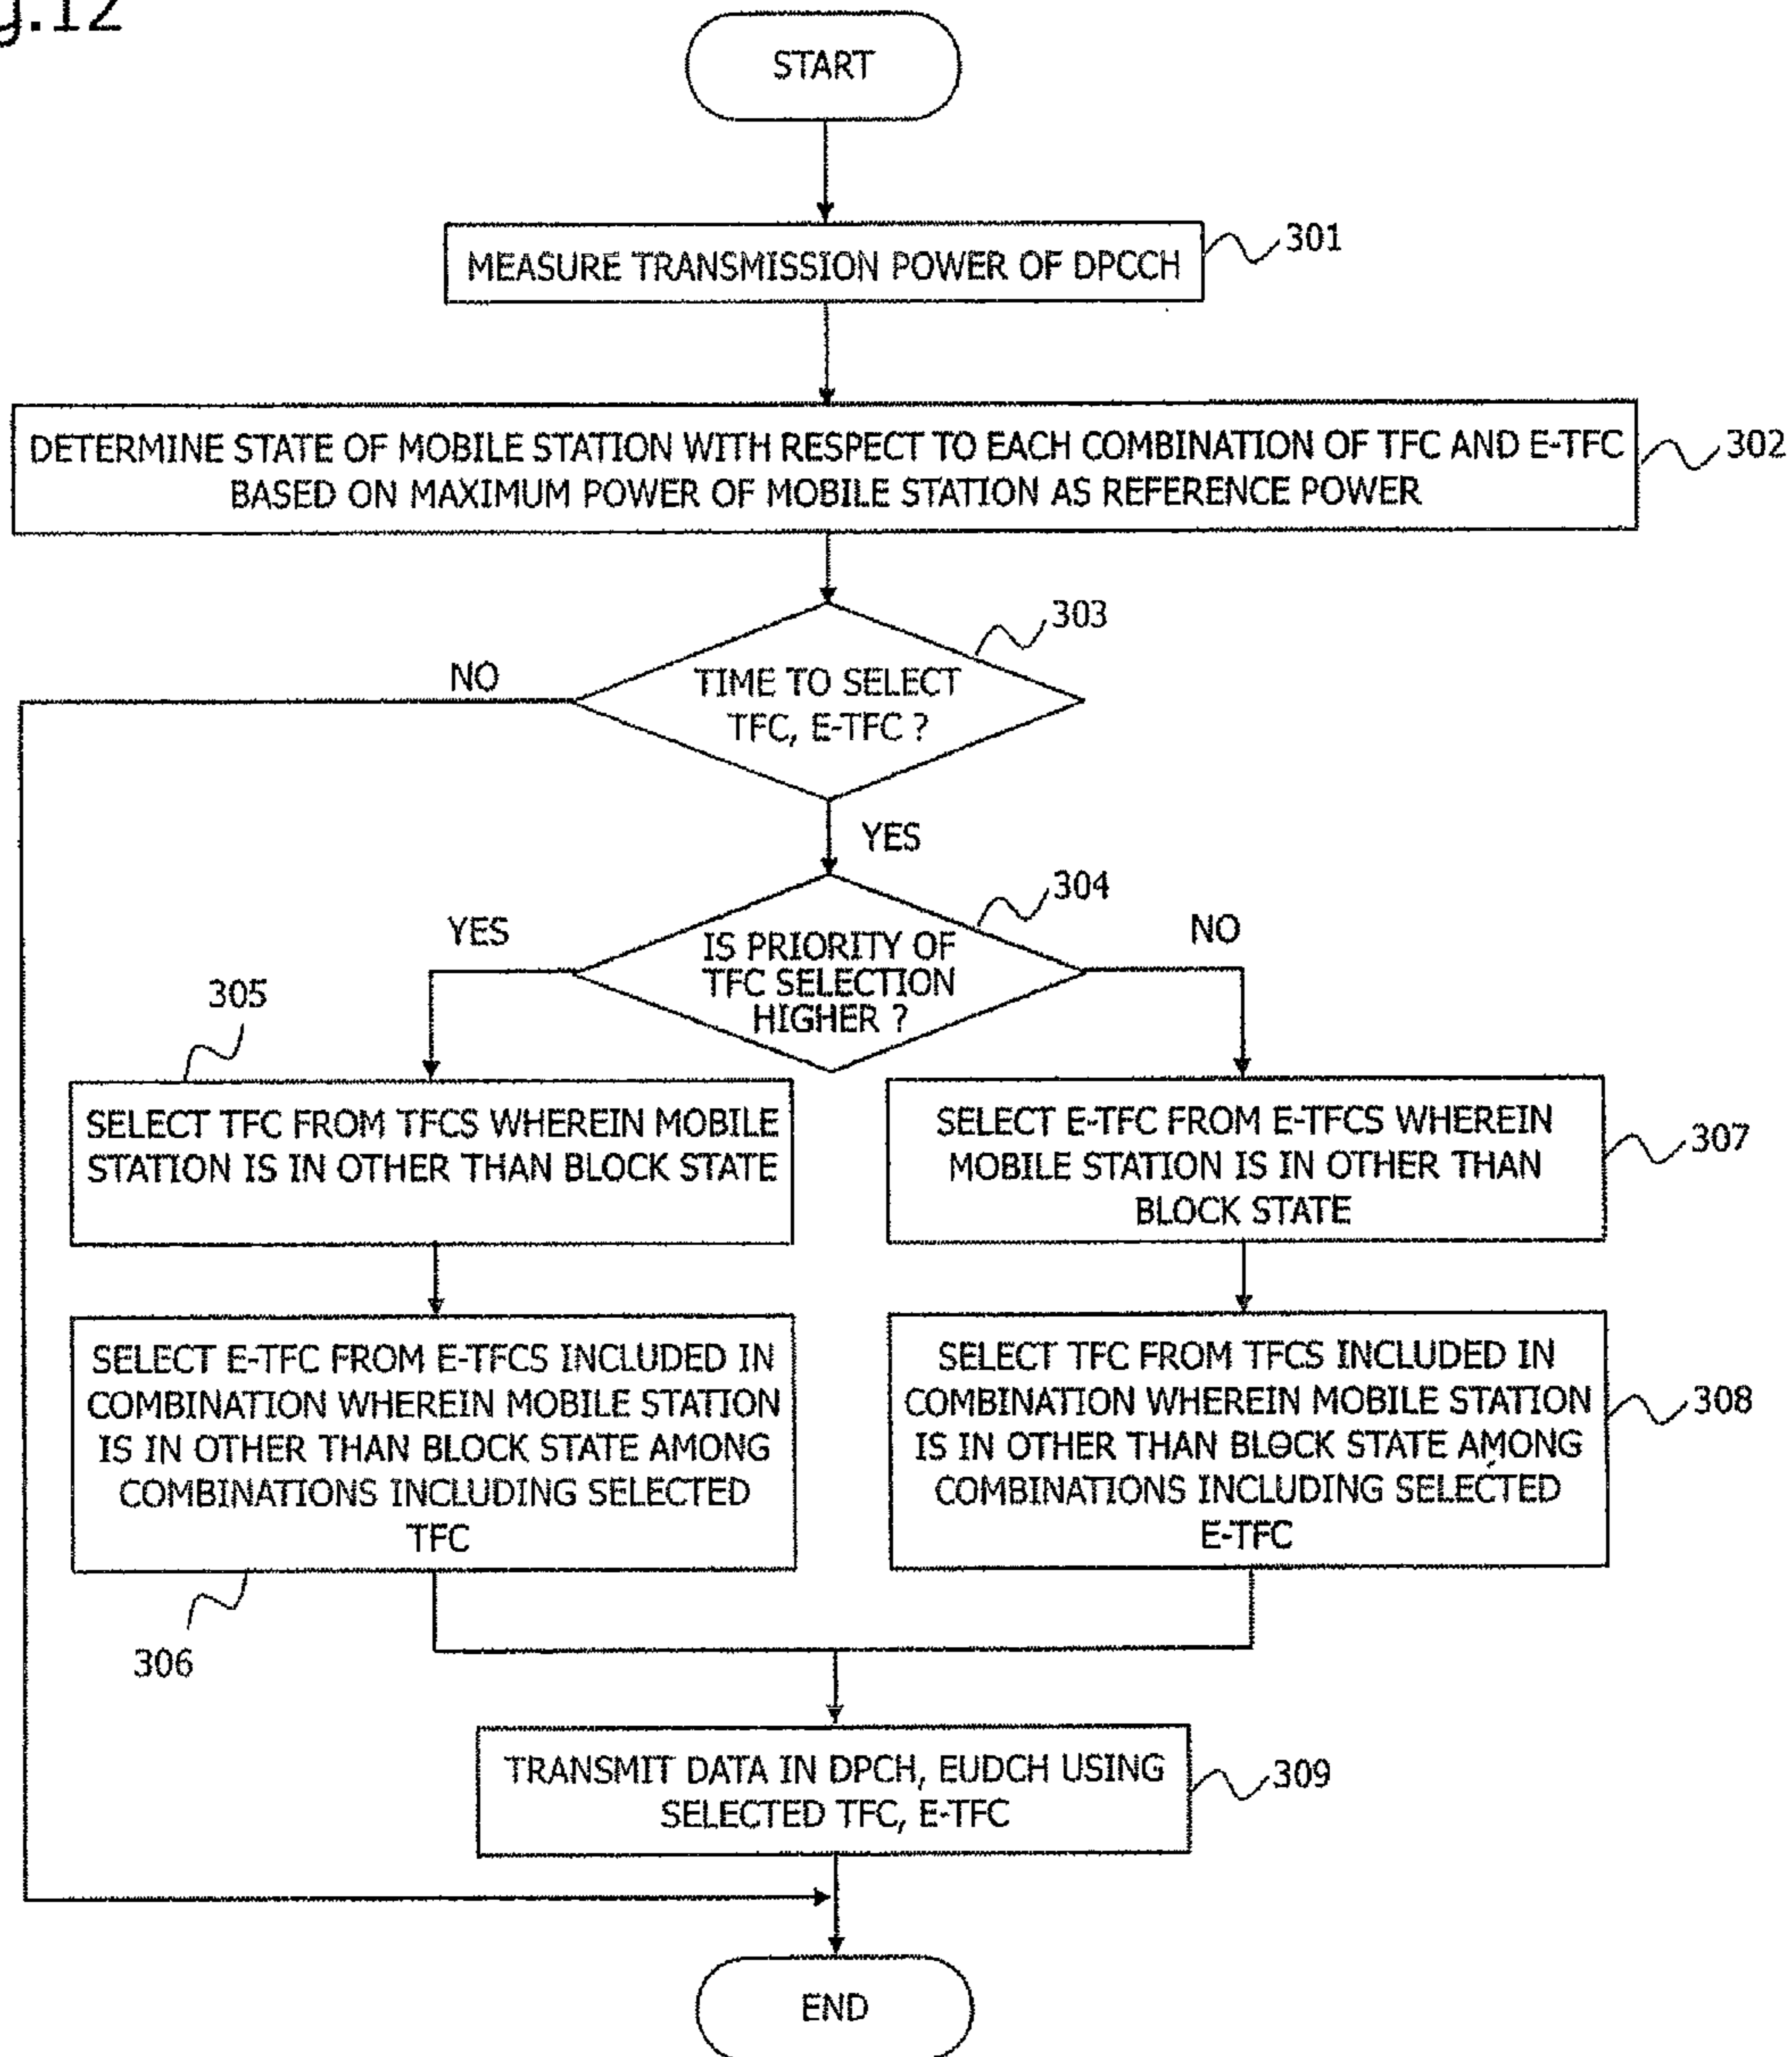 g.12
START
MEASURE TRANSMISSION POWER OF DPCCH
301
DETERMINE STATE OF MOBILE STATION WITH RESPECT TO EACH COMBINATION OF TFC AND E-TFC
BASED ON MAXIMUM POWER OF MOBILE STATION AS REFERENCE POWER
302
303
NO
TIME TO SELECT
TFC, E-TFC ?
YES
304
YES
NO
IS PRIORITY OF
TFC SELECTION
HIGHER ?
305
SELECT TFC FROM TFCS WHEREIN MOBILE
STATION IS IN OTHER THAN BLOCK STATE
SELECT E-TFC FROM E-TFCS WHEREIN
MOBILE STATION IS IN OTHER THAN
BLOCK STATE
307
SELECT E-TFC FROM E-TFCS INCLUDED IN
COMBINATION WHEREIN MOBILE STATION
IS IN OTHER THAN BLOCK STATE AMONG
COMBINATIONS INCLUDING SELECTED
TFC
306
SELECT TFC FROM TFCS INCLUDED IN
COMBINATION WHEREIN MOBILE STATION
IS IN OTHER THAN BLOCK STATE AMONG
COMBINATIONS INCLUDING SELECTED
E-TFC
308
TRANSMIT DATA IN DPCH, EUDCH USING
SELECTED TFC, E-TFC
309
END